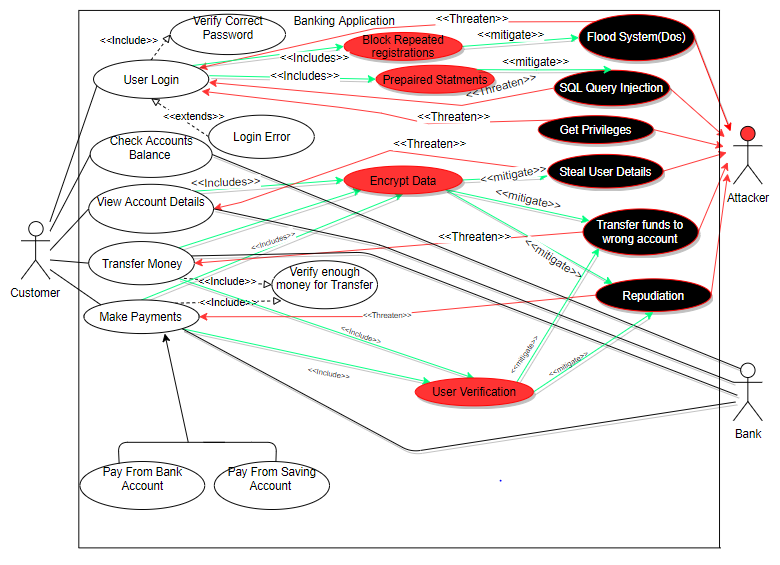 Verify Correct
Password
Banking Application
<<Threaten>>
<<Include>>
<<mitigate>>
Block Repeated
registrations
Flood System(Dos)
<<Includes>>
<<mitigate>>
User Login
<<Includes>>
Prepaired Statments
<<Threaten>>
SQL Query Injection
<<extends>>
<<Threaten>>
Get Privileges
Login Error
Check Accounts
Balance
<<Threaten>>
<<mitigate>>
Steal User Details
Attacker
<<Includes>>
Encrypt Data
<<mitigate>>
View Account Details
Transfer funds to
wrong account
<<Includes>>
<<Threaten>>
<<mitigate>>
Customer
Transfer Money
Verify enough
money for Transfer
<<Include>>
<<Include>>
Repudiation
Make Payments
<<Threaten>>
<<Include>>
<<mitigate>>
<<mitigate>>
<<Include>>
User Verification
Bank
Pay From Bank
Account
Pay From Saving
Account